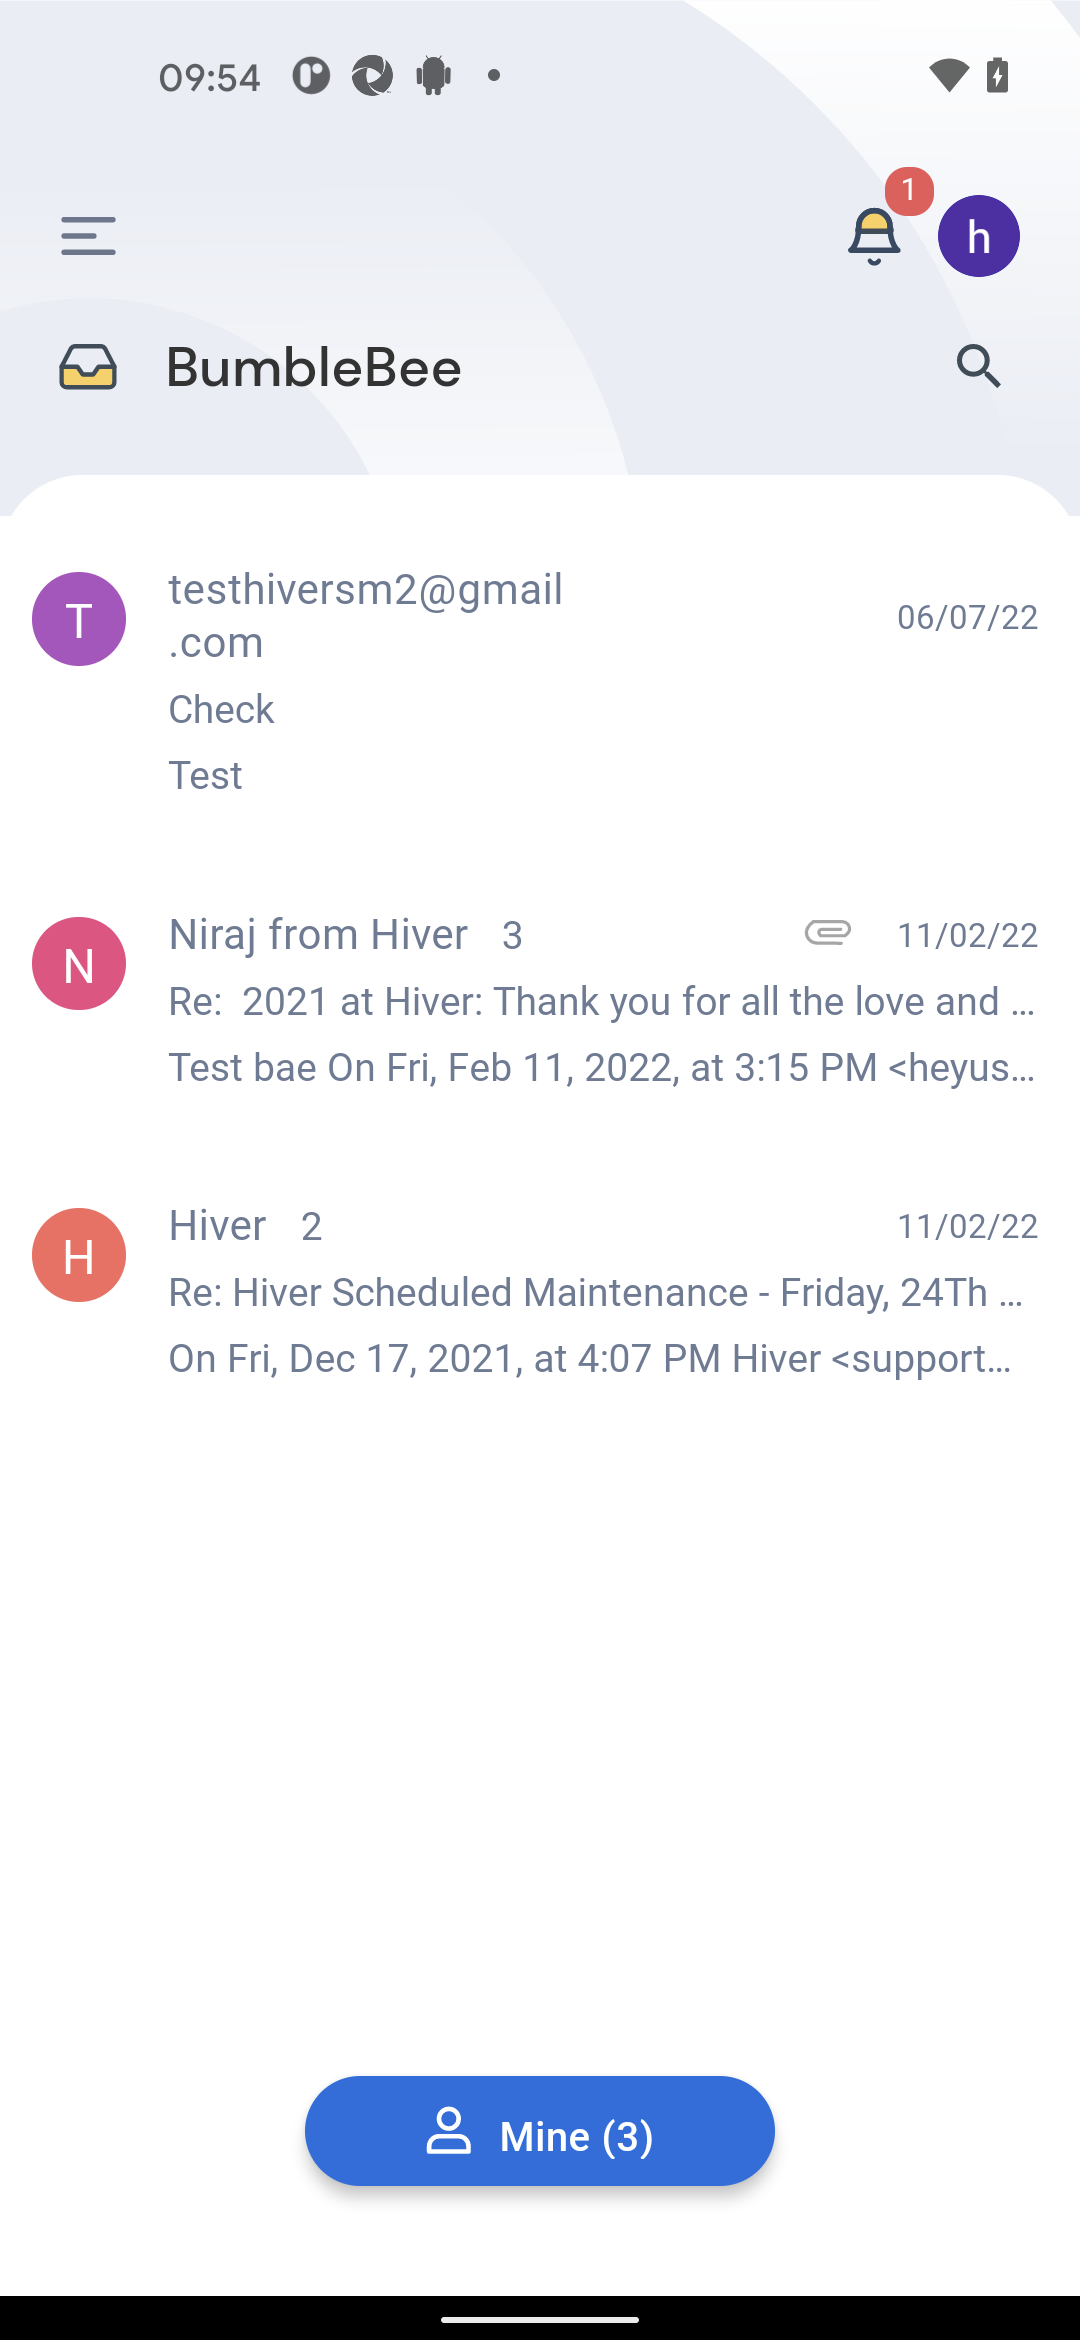 09:54
1
h
BumbleBee
T
testhiversm2@gmail
.com
06/07/22
Check
Test
N
Niraj from Hiver 3
11/02/22
Re:  2021 at Hiver: Thank you for all the love and …
Test bae On Fri, Feb 11, 2022, at 3:15 PM <heyus…
H
Hiver 2
11/02/22
Re: Hiver Scheduled Maintenance - Friday, 24Th …
On Fri, Dec 17, 2021, at 4:07 PM Hiver <support…
Mine (3)